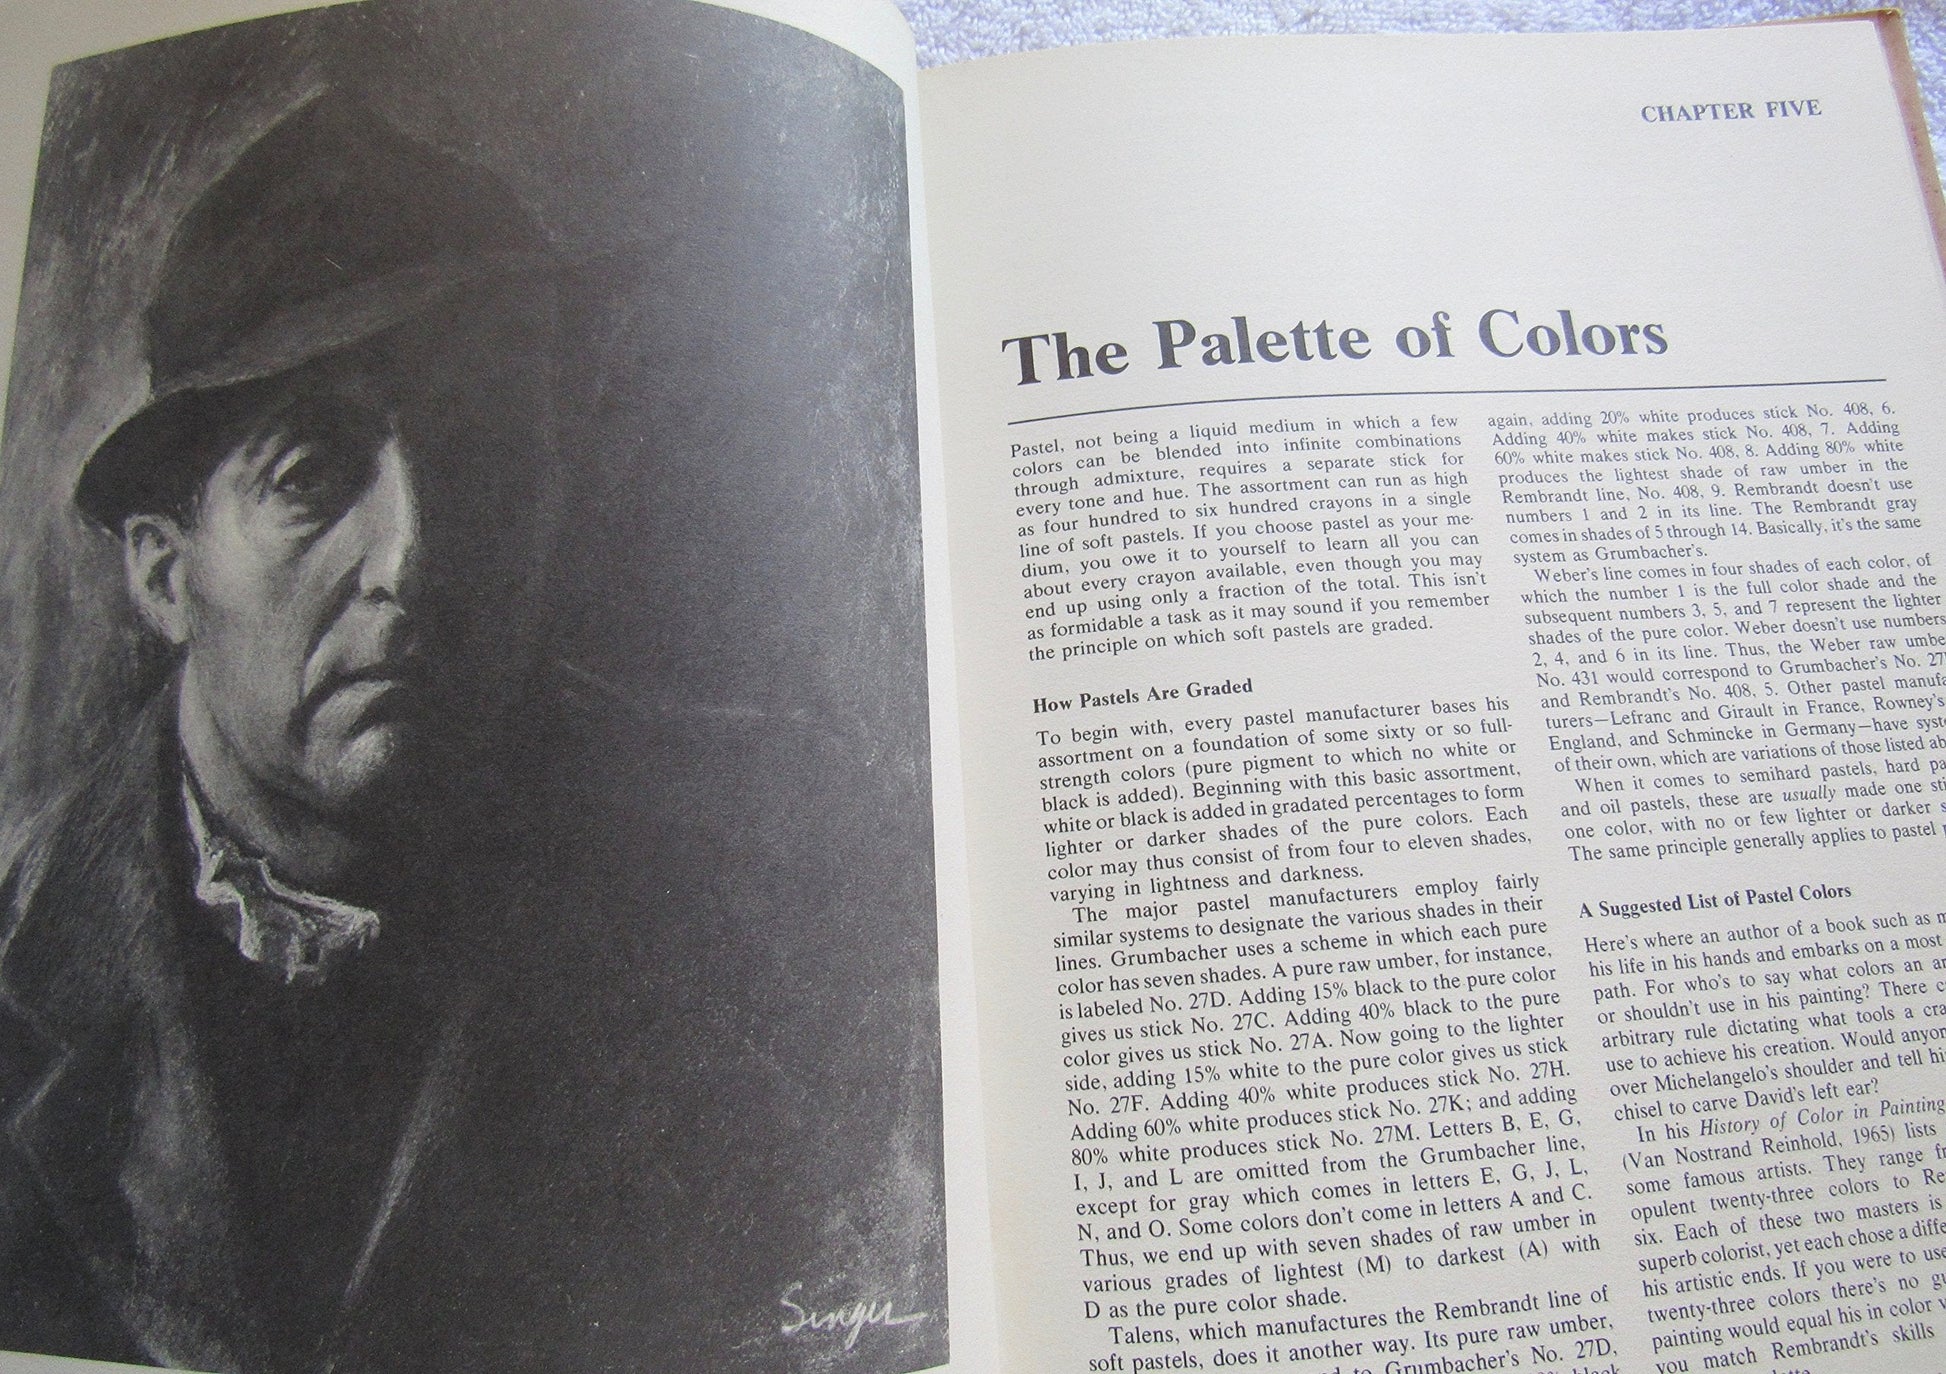 Singer
CHAPTER FIVE
The Palette of Colors
Pastel, not being a liquid medium in which a few
colors can be blended into infinite combinations
through admixture, requires a separate stick for
every tone and hue. The assortment can run as high
as four hundred to six hundred crayons in a single
line of soft pastels. If you choose pastel as your me-
dium, you owe it to yourself to learn all you can
about every crayon available, even though you may
end up using only a fraction of the total. This isn't
as formidable a task as it may sound if you remember
the principle on which soft pastels are graded.
How Pastels Are Graded
To begin with, every pastel manufacturer bases his
assortment on a foundation of some sixty or so full-
strength colors (pure pigment to which no white or
black is added). Beginning with this basic assortment,
white or black is added in gradated percentages to form
lighter or darker shades of the pure colors. Each
color may thus consist of from four to eleven shades,
varying in lightness and darkness.
The major pastel manufacturers employ fairly
similar systems to designate the various shades in their
lines. Grumbacher uses a scheme in which each pure
color has seven shades. A pure raw umber, for instance,
is labeled No. 27D. Adding 15% black to the pure color
gives us stick No. 27C. Adding 40% black to the pure
color gives us stick No. 27A. Now going to the lighter
side, adding 15% white to the pure color gives us stick
No. 27F. Adding 40% white produces stick No. 27H.
Adding 60% white produces stick No. 27K; and adding
80% white produces stick No. 27M. Letters B, E, G,
I, J, and L are omitted from the Grumbacher line,
except for gray which comes in letters E, G, J, L,
N, and O. Some colors don't come in letters A and C.
Thus, we end up with seven shades of raw umber in
various grades of lightest (M) to darkest (A) with
D as the pure color shade.
Talens, which manufactures the Rembrandt line of
soft pastels, does it another way. Its pure raw umber,
to Grumbacher's No. 27D,
black
again, adding 20% white produces stick No. 408, 6.
Adding 40% white makes stick No. 408, 7. Adding
60% white makes stick No. 408, 8. Adding 80% white
produces the lightest shade of raw umber in the
Rembrandt line, No. 408, 9. Rembrandt doesn't use
numbers 1 and 2 in its line. The Rembrandt gray
comes in shades of 5 through 14. Basically, it's the same
system as Grumbacher's.
Weber's line comes in four shades of each color, of
which the number 1 is the full color shade and the
subsequent numbers 3, 5, and 7 represent the lighter
shades of the pure color. Weber doesn't use numbers
2, 4, and 6 in its line. Thus, the Weber raw umbe
No. 431 would correspond to Grumbacher's No. 27
and Rembrandt's No. 408, 5. Other pastel manufa
turers—Lefranc and Girault in France, Rowney's
England, and Schmincke in Germany—have syst
of their own, which are variations of those listed ab
When it comes to semihard pastels, hard pa
and oil pastels, these are usually made one sti
one color, with no or few lighter or darker s
The same principle generally applies to pastel
A Suggested List of Pastel Colors
Here's where an author of a book such as m
his life in his hands and embarks on a most
path. For who's to say what colors an ar
or shouldn't use in his painting? There c
arbitrary rule dictating what tools a cra
use to achieve his creation. Would anyon
over Michelangelo's shoulder and tell hi
chisel to carve David's left ear?
In his History of Color in Painting
(Van Nostrand Reinhold, 1965) lists
some famous artists. They range fr
opulent twenty-three colors to Re
six. Each of these two masters is
superb colorist, yet each chose a diffe
his artistic ends. If you were to use
twenty-three colors there's no gu
painting would equal his in color v
you match Rembrandt's skills